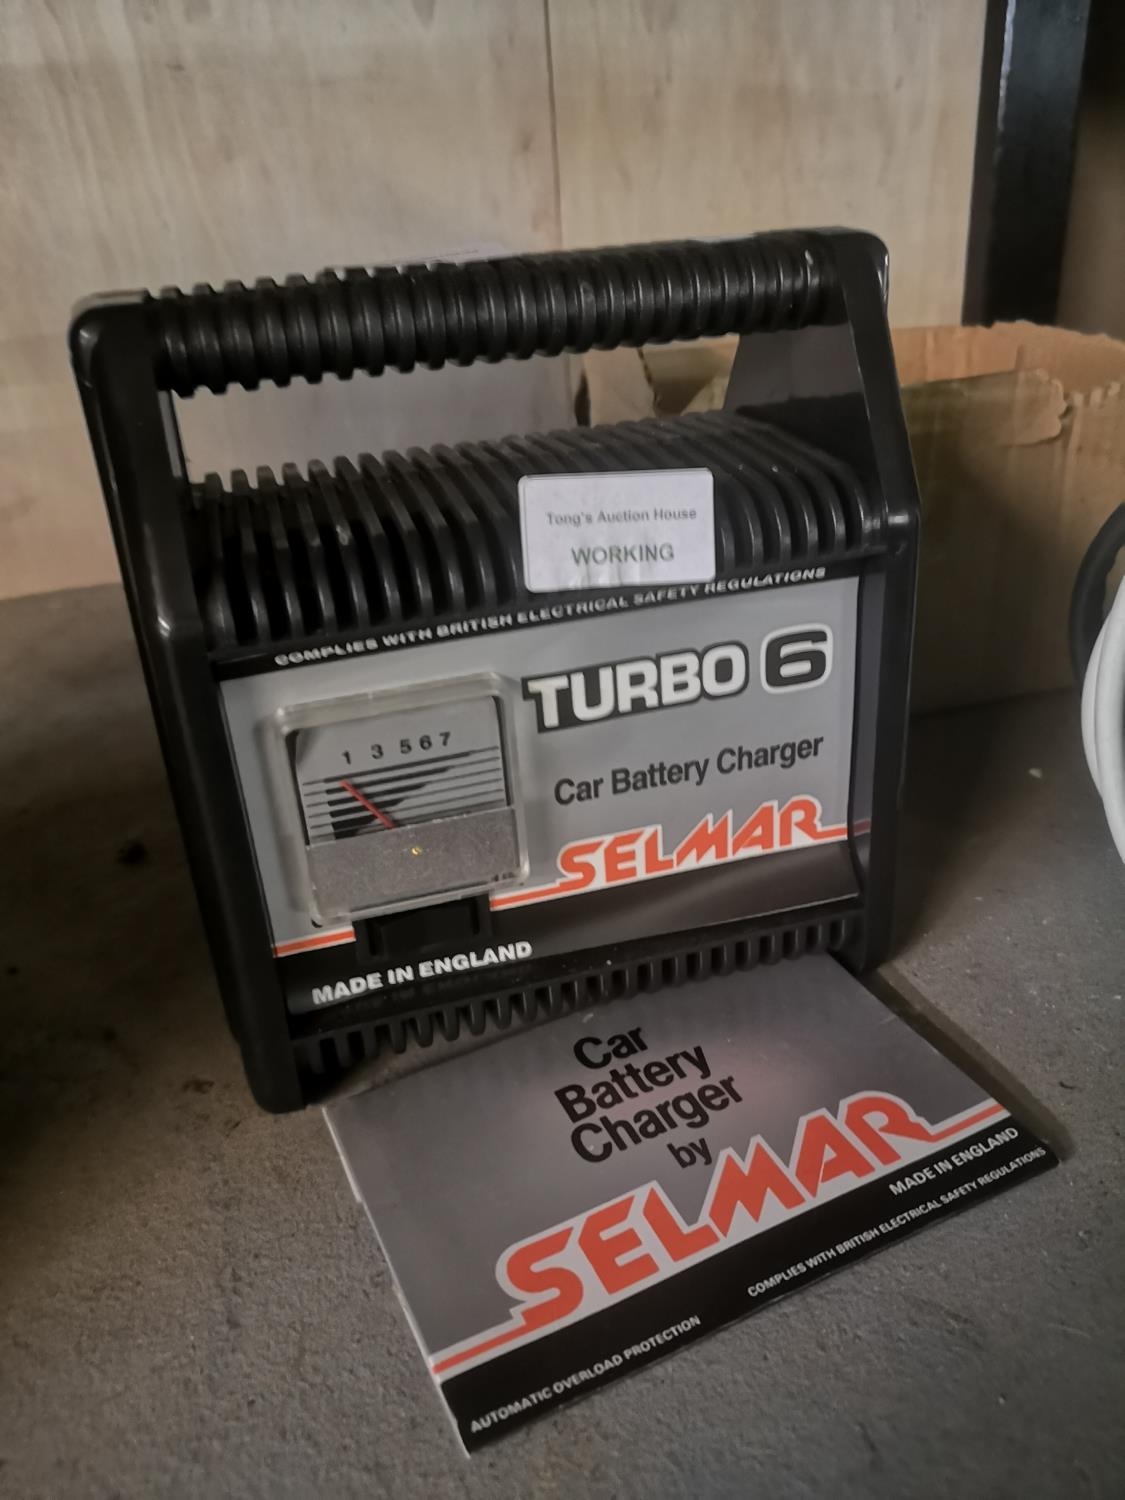 Tong's Auction House
WORKING
COMPLIES WITH BRITISH ELECTRICAL SAFETY REGULATIONS
TURBO 6
1 3 5 6 7
Car Battery Charger
SELMAR
MADE IN ENGLAND
Car
Battery
Charger
by
SELMAR
MADE IN ENGLAND
COMPLIES WITH BRITISH ELECTRICAL SAFETY REGULATIONS
AUTOMATIC OVERLOAD PROTECTION